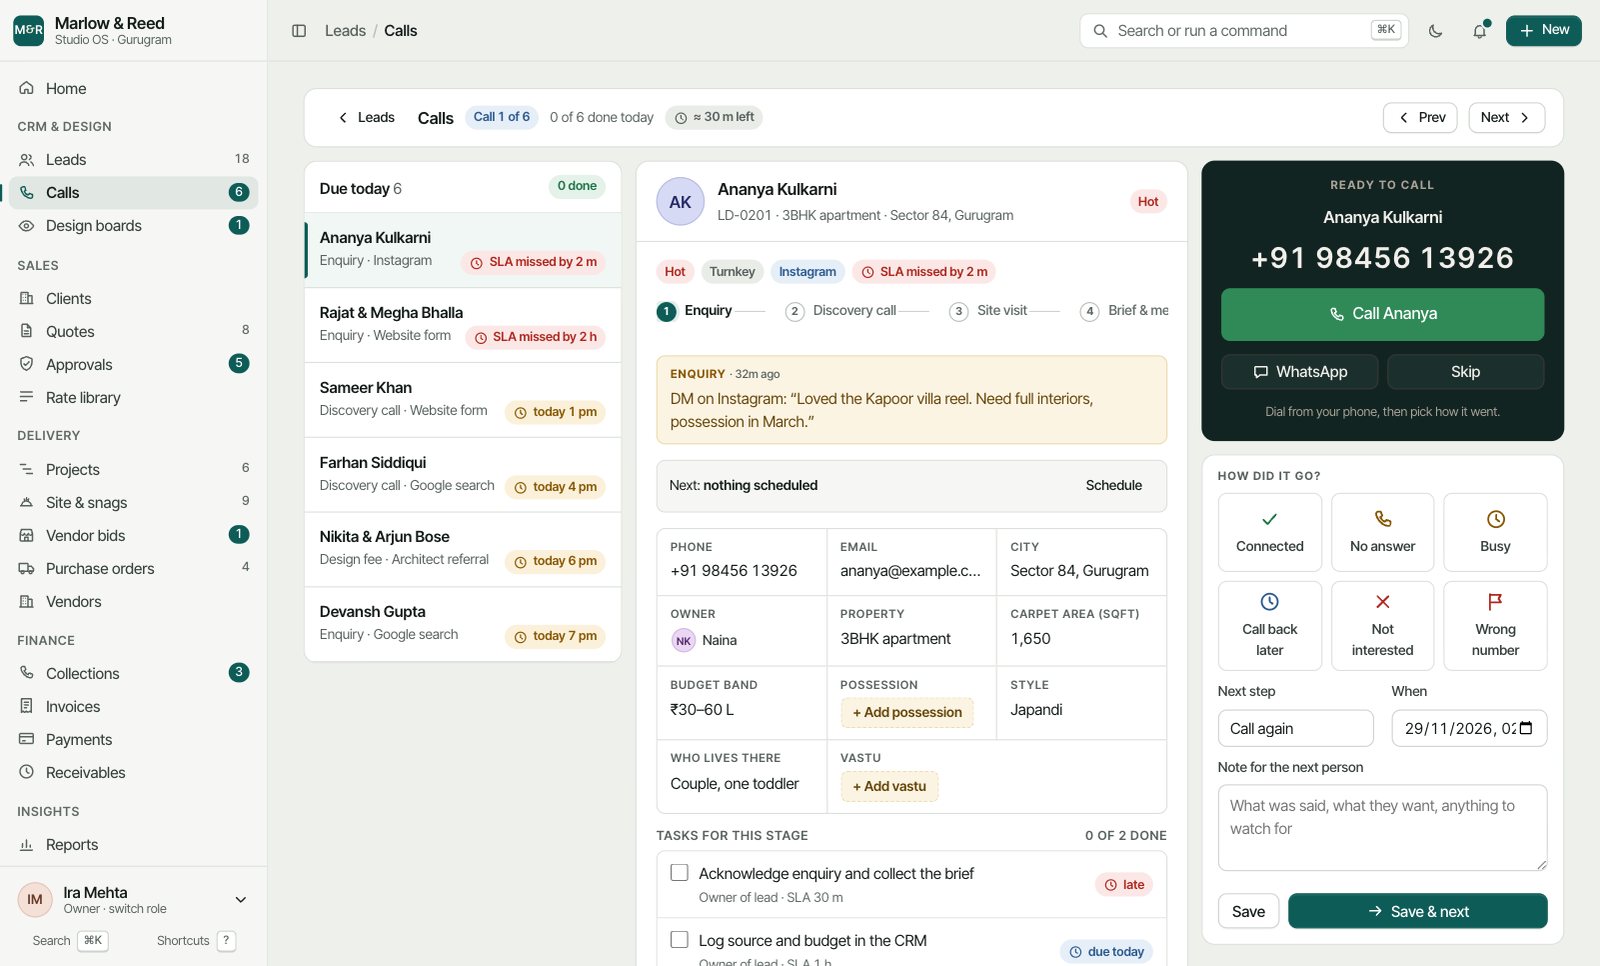 M&R
Marlow & Reed
Studio OS · Gurugram
Leads / Calls
Search or run a command
⌘K
New
Home
CRM & DESIGN
Leads 18
Calls 6
Design boards 1
SALES
Clients
Quotes 8
Approvals 5
Rate library
DELIVERY
Projects 6
Site & snags 9
Vendor bids 1
Purchase orders 4
Vendors
FINANCE
Collections 3
Invoices
Payments
Receivables
INSIGHTS
Reports
IM
Ira Mehta
Owner · switch role
Search ⌘K
Shortcuts ?
Leads
Calls
Call 1 of 6
0 of 6 done today
≈ 30 m left
Prev
Next
Due today 6
0 done
Ananya Kulkarni
Enquiry · Instagram
SLA missed by 2 m
Rajat & Megha Bhalla
Enquiry · Website form
SLA missed by 2 h
Sameer Khan
Discovery call · Website form
today 1 pm
Farhan Siddiqui
Discovery call · Google search
today 4 pm
Nikita & Arjun Bose
Design fee · Architect referral
today 6 pm
Devansh Gupta
Enquiry · Google search
today 7 pm
AK
Ananya Kulkarni
LD-0201 · 3BHK apartment · Sector 84, Gurugram
Hot
Hot
Turnkey
Instagram
SLA missed by 2 m
1 Enquiry
2 Discovery call
3 Site visit
4 Brief & me
ENQUIRY · 32m ago
DM on Instagram: “Loved the Kapoor villa reel. Need full interiors,
possession in March.”
Next: nothing scheduled
Schedule
PHONE
+91 98456 13926
EMAIL
ananya@example.c...
CITY
Sector 84, Gurugram
OWNER
NK Naina
PROPERTY
3BHK apartment
CARPET AREA (SQFT)
1,650
BUDGET BAND
₹30–60 L
POSSESSION
+ Add possession
STYLE
Japandi
WHO LIVES THERE
Couple, one toddler
VASTU
+ Add vastu
TASKS FOR THIS STAGE
0 OF 2 DONE
Acknowledge enquiry and collect the brief
Owner of lead · SLA 30 m
late
Log source and budget in the CRM
Owner of lead · SLA 1 h
due today
READY TO CALL
Ananya Kulkarni
+91 98456 13926
Call Ananya
WhatsApp
Skip
Dial from your phone, then pick how it went.
HOW DID IT GO?
Connected
No answer
Busy
Call back
later
Not
interested
Wrong
number
Next step
Call again
When
29/11/2026, 02
Note for the next person
What was said, what they want, anything to
watch for
Save
Save & next